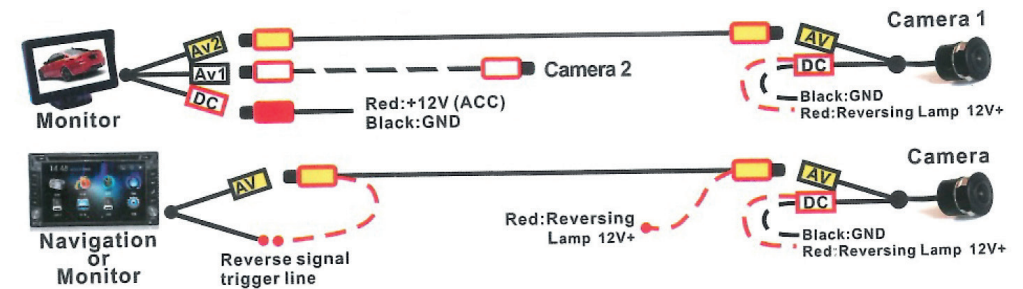 Camera 1
Av2
AV
Av1
Camera 2
DC
DC
Black:GND
Red:Reversing Lamp 12V+
Red:+12V (ACC)
Black:GND
Monitor
Camera
AV
AV
DC
Red:Reversing
Lamp 12V+
Black:GND
Red:Reversing Lamp 12V+
Navigation
or
Monitor
Reverse signal
trigger line